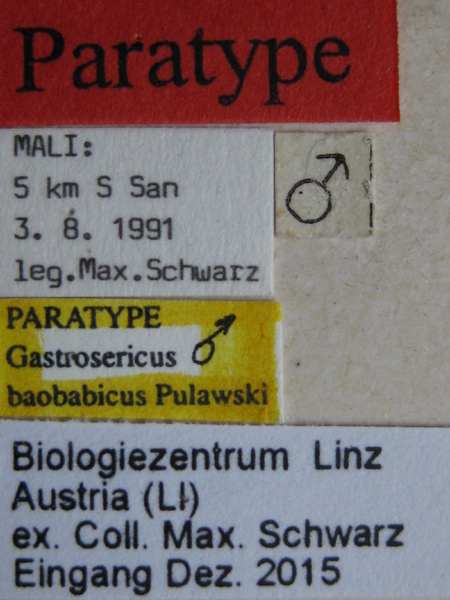 Paratype
MALI:
5 km S San
3. 8. 1991
leg.Max.Schwarz
♂
PARATYPE
Gastrosericus ♂
baobabicus Pulawski
Biologiezentrum Linz
Austria (LI)
ex. Coll. Max. Schwarz
Eingang Dez. 2015